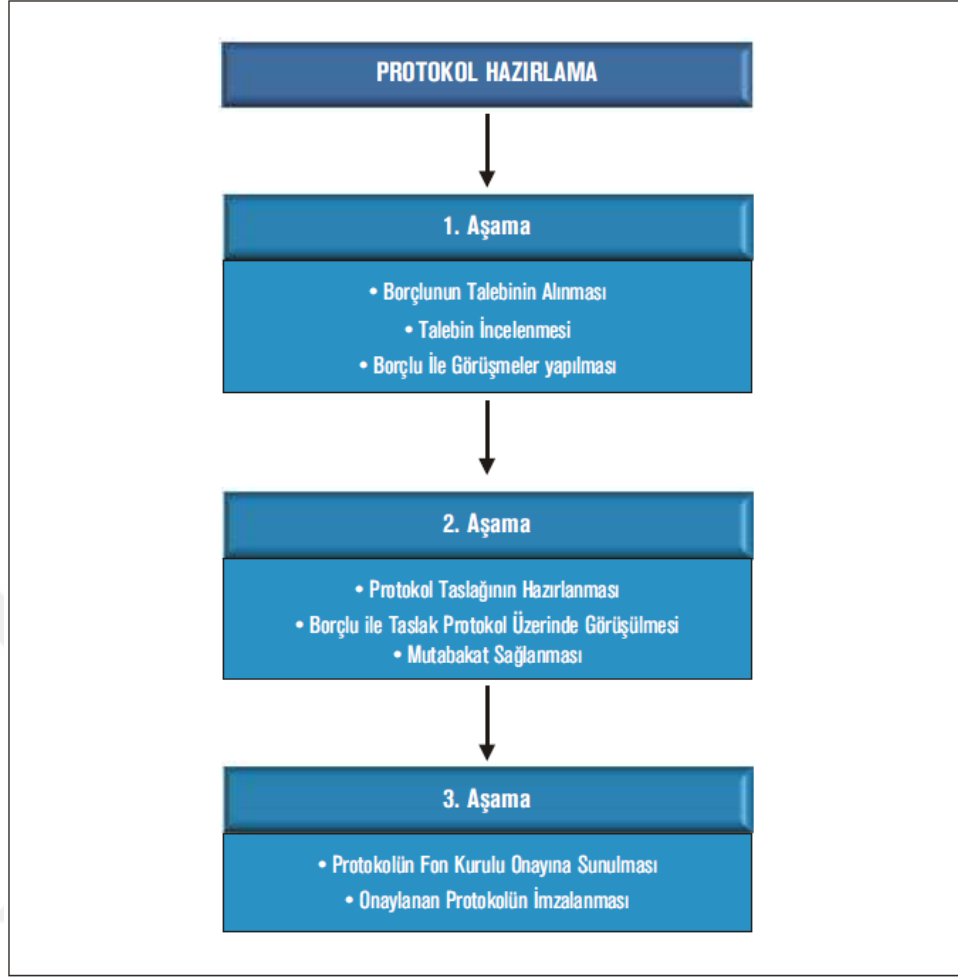 PROTOKOL HAZIRLAMA
1. Aşama
• Borçlunun Talebinin Alınması
• Talebin İncelenmesi
• Borçlu İle Görüşmeler yapılması
2. Aşama
• Protokol Taslağının Hazırlanması
• Borçlu ile Taslak Protokol Üzerinde Görüşülmesi
• Mutabakat Sağlanması
3. Aşama
• Protokolün Fon Kurulu Onayına Sunulması
• Onaylanan Protokolün İmzalanması